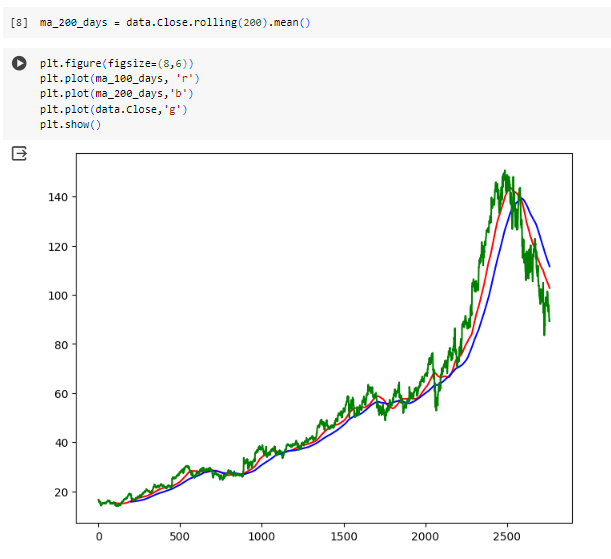 [8] ma_200_days = data.Close.rolling(200).mean()
plt.figure(figsize=(8,6))
plt.plot(ma_100_days, 'r')
plt.plot(ma_200_days,'b')
plt.plot(data.Close,'g')
plt.show()
140
120
100
80
60
40
20
0 500 1000 1500 2000 2500